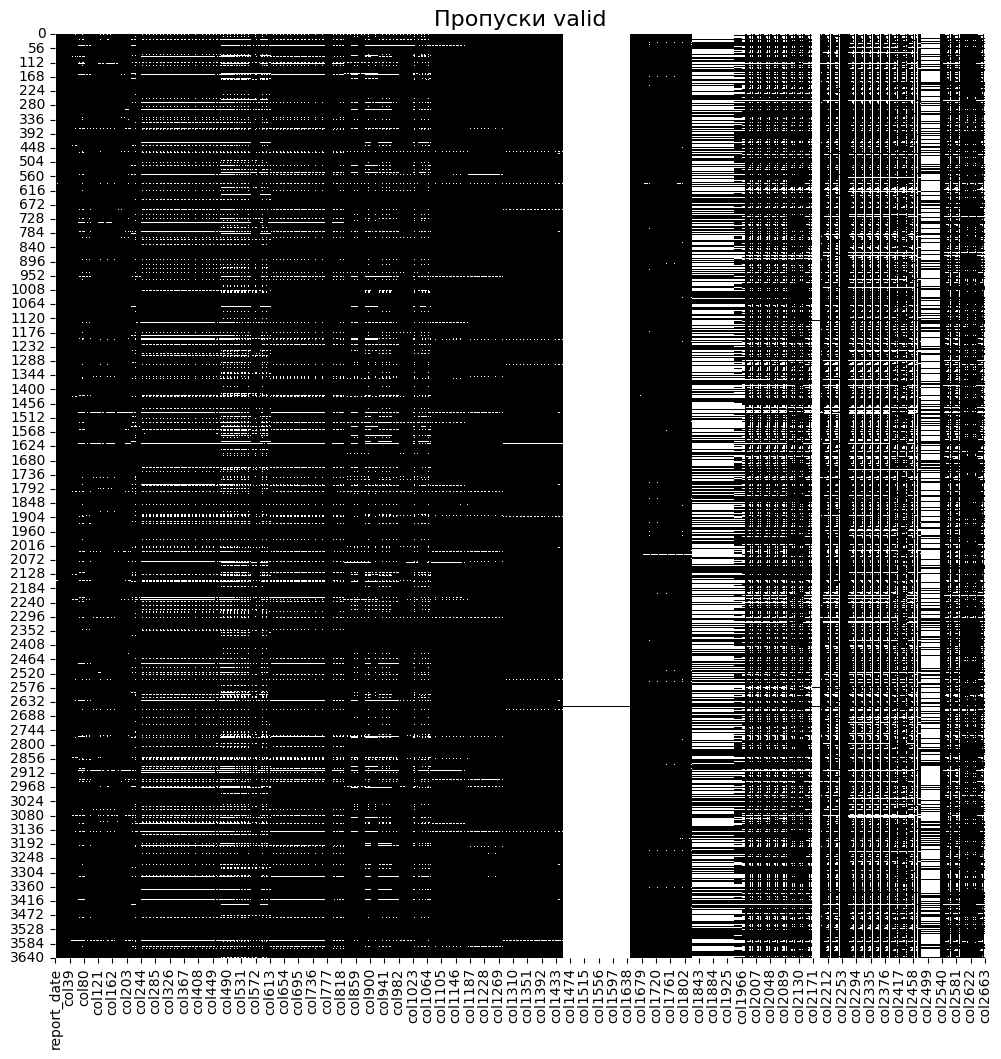 Пропуски valid
0
56
112
168
224
280
336
392
448
504
560
616
672
728
784
840
896
952
1008
1064
1120
1176
1232
1288
1344
1400
1456
1512
1568
1624
1680
1736
1792
1848
1904
1960
2016
2072
2128
2184
2240
2296
2352
2408
2464
2520
2576
2632
2688
2744
2800
2856
2912
2968
3024
3080
3136
3192
3248
3304
3360
3416
3472
3528
3584
3640
report_date
col39
col80
col121
col162
col203
col244
col285
col326
col367
col408
col449
col490
col531
col572
col613
col654
col695
col736
col777
col818
col859
col900
col941
col982
col1023
col1064
col1105
col1146
col1187
col1228
col1269
col1310
col1351
col1392
col1433
col1474
col1515
col1556
col1597
col1638
col1679
col1720
col1761
col1802
col1843
col1884
col1925
col1966
col2007
col2048
col2089
col2130
col2171
col2212
col2253
col2294
col2335
col2376
col2417
col2458
col2499
col2540
col2581
col2622
col2663